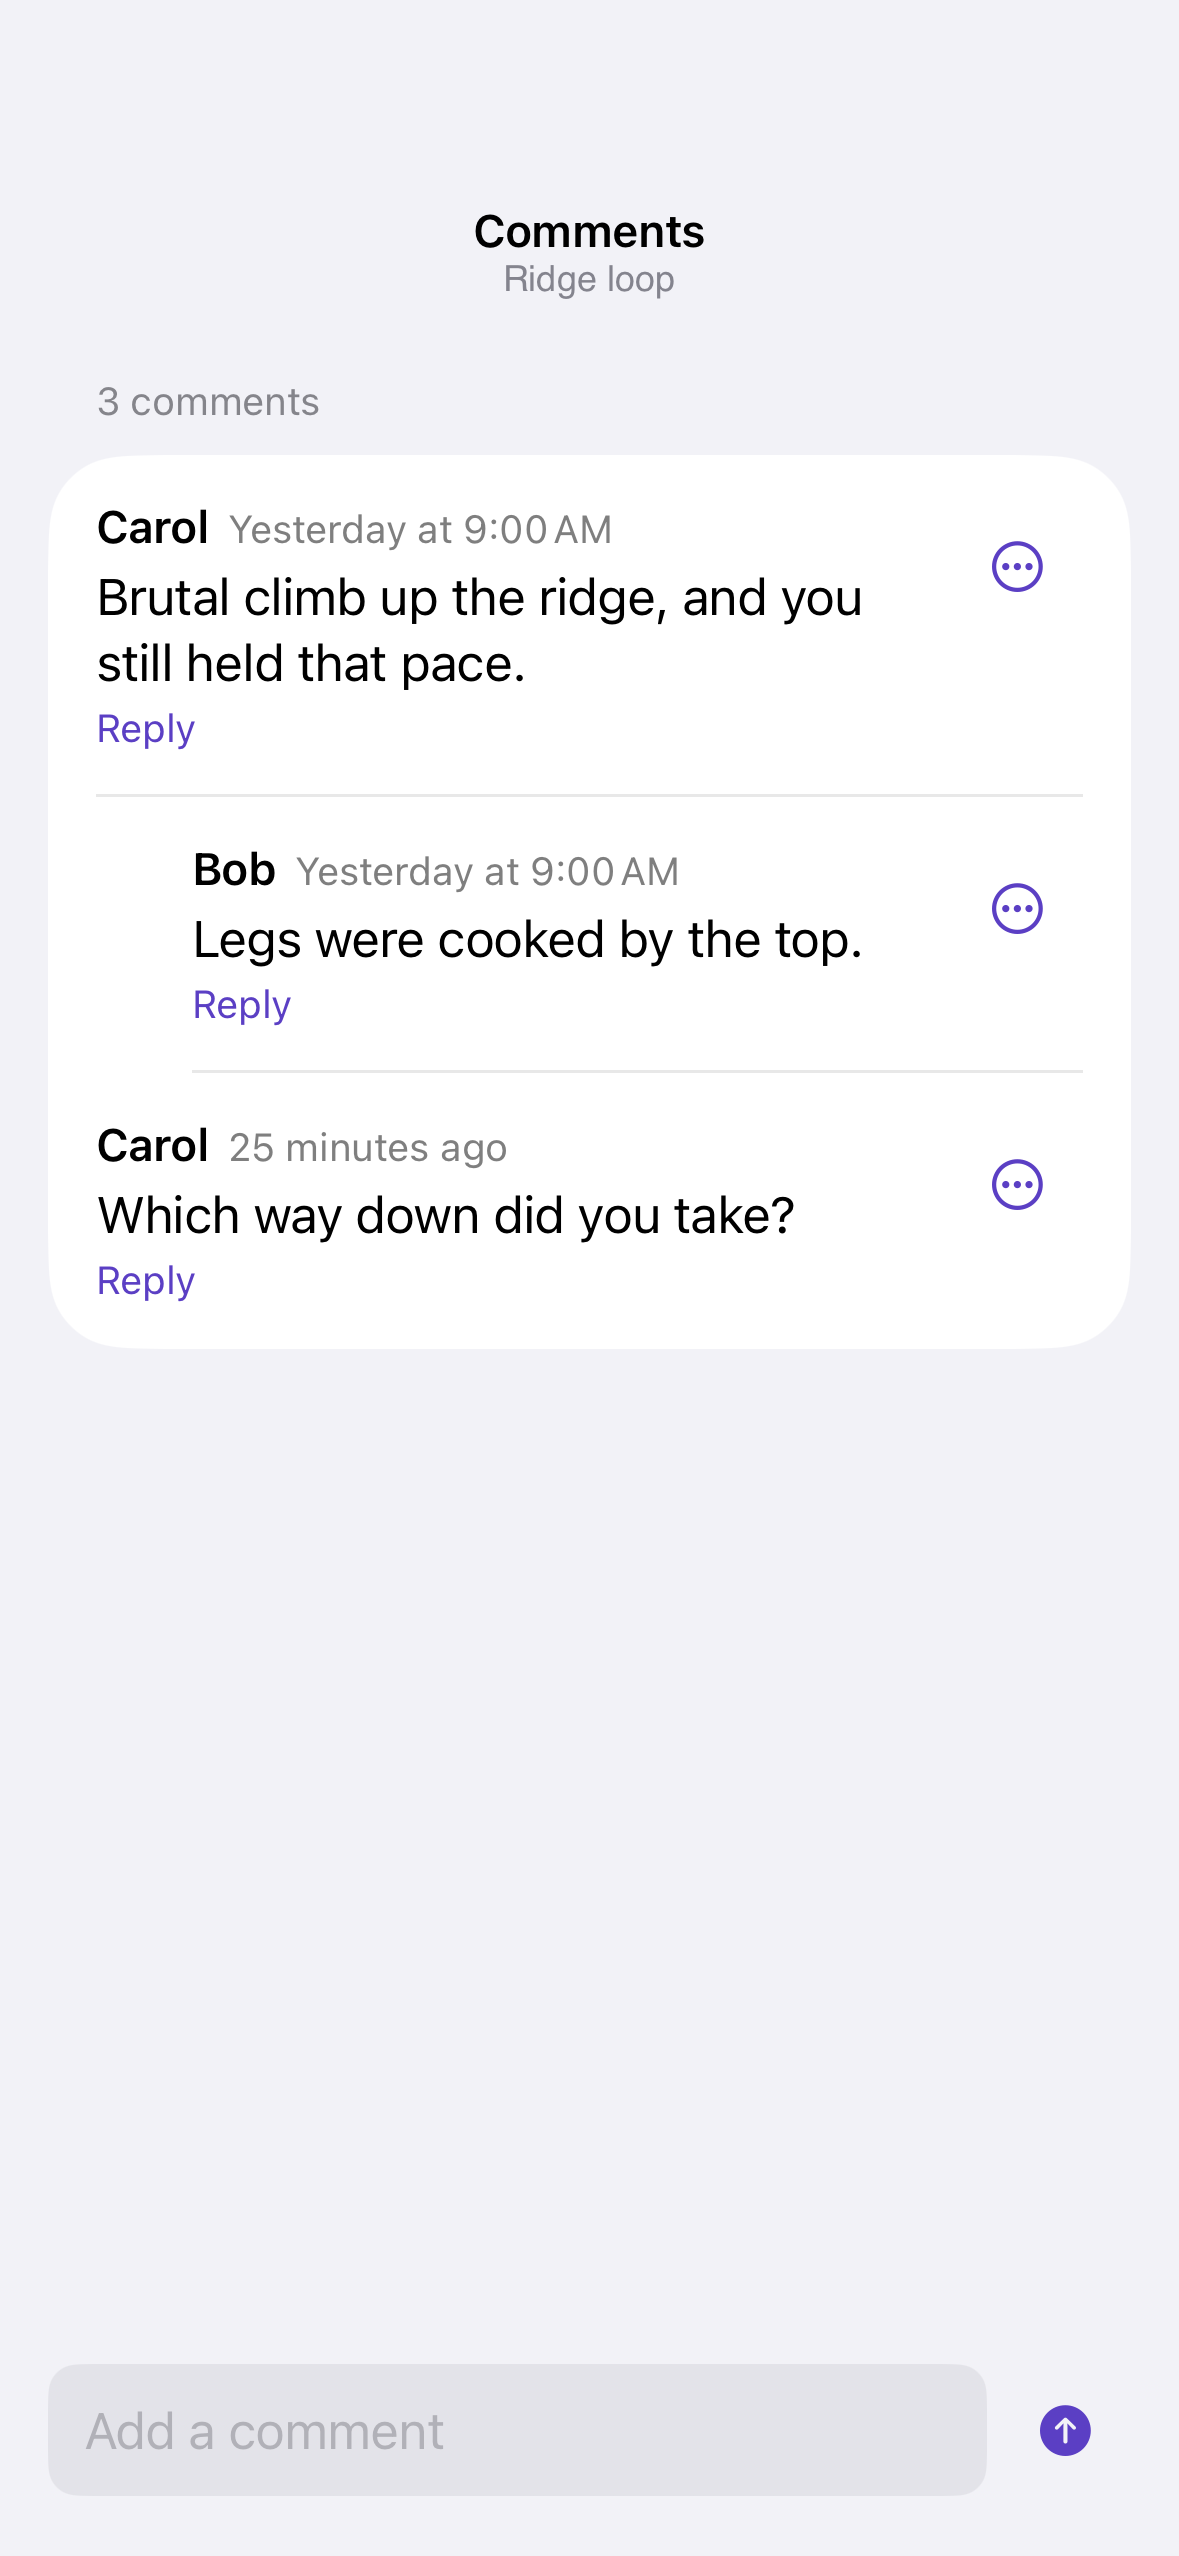 Comments
Ridge loop
3 comments
Carol Yesterday at 9:00 AM
Brutal climb up the ridge, and you
still held that pace.
Reply
Bob Yesterday at 9:00 AM
Legs were cooked by the top.
Reply
Carol 25 minutes ago
Which way down did you take?
Reply
Add a comment